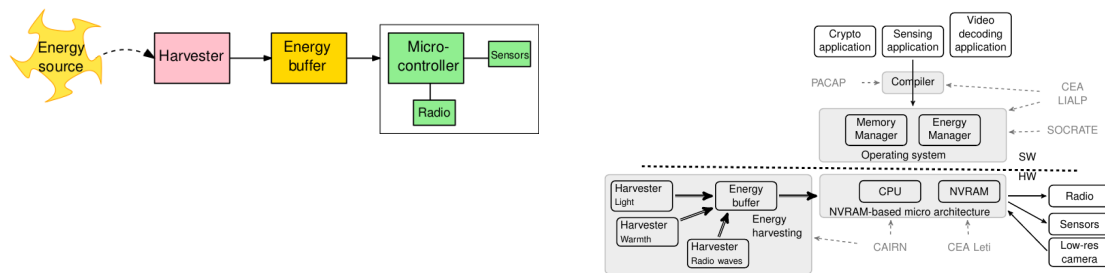 Energy
source
Harvester
Energy
buffer
Micro-
controller
Sensors
Radio
Crypto
application
Sensing
application
Video
decoding
application
PACAP
Compiler
CEA
LIALP
Memory
Manager
Energy
Manager
SOCRATE
Operating system
SW
HW
Harvester
Light
Energy
buffer
Harvester
Warmth
Harvester
Radio waves
Energy
harvesting
CPU
NVRAM
NVRAM-based micro architecture
Radio
Sensors
Low-res
camera
CAIRN
CEA Leti